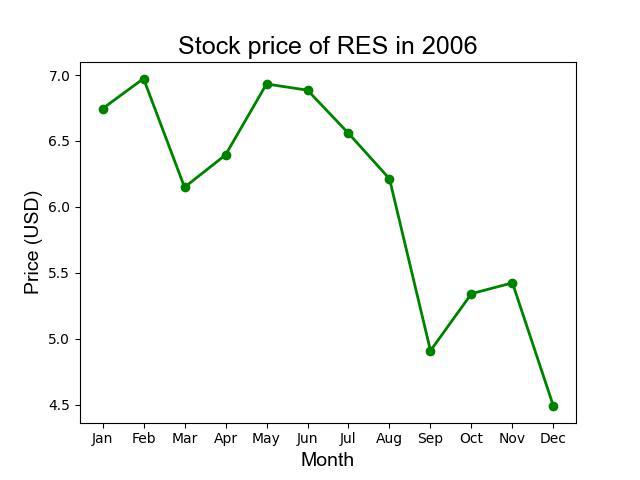 Stock price of RES in 2006
Price (USD)
7.0
6.5
6.0
5.5
5.0
4.5
Jan Feb Mar Apr May Jun Jul Aug Sep Oct Nov Dec
Month